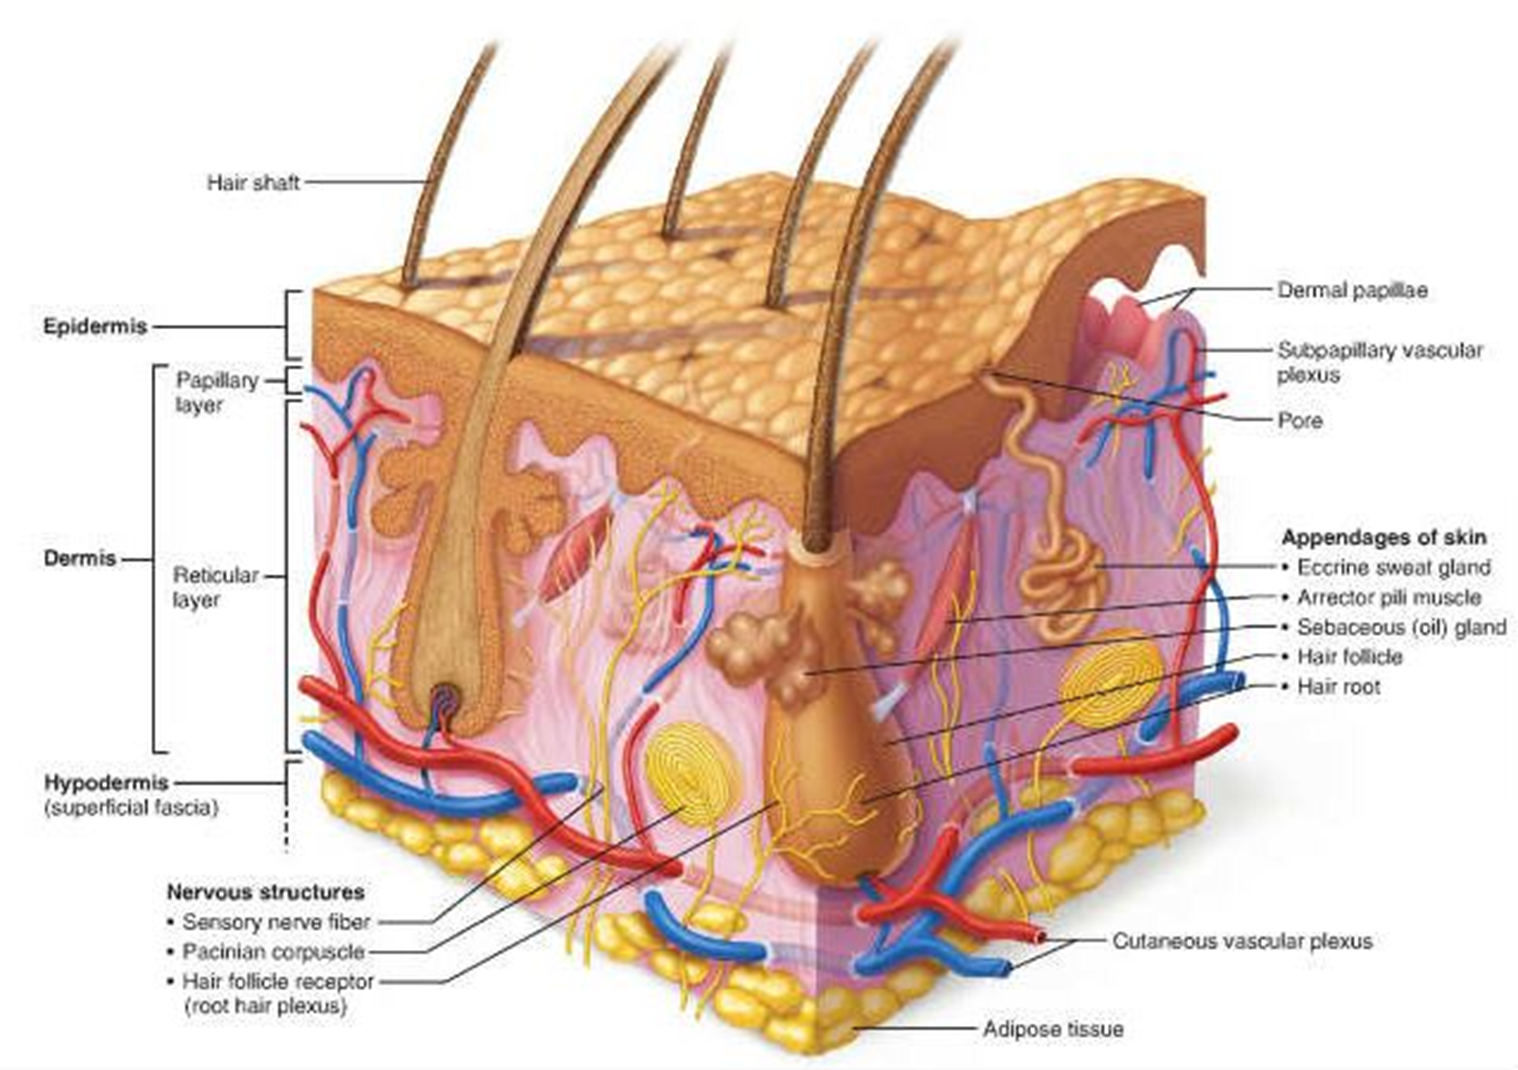 Hair shaft
Epidermis
Papillary
layer
Dermis
Reticular
layer
Hypodermis
(superficial fascia)
Nervous structures
• Sensory nerve fiber
• Pacinian corpuscle
• Hair follicle receptor
(root hair plexus)
Dermal papillae
Subpapillary vascular
plexus
Pore
Appendages of skin
• Eccrine sweat gland
• Arrector pili muscle
• Sebaceous (oil) gland
• Hair follicle
• Hair root
Cutaneous vascular plexus
Adipose tissue